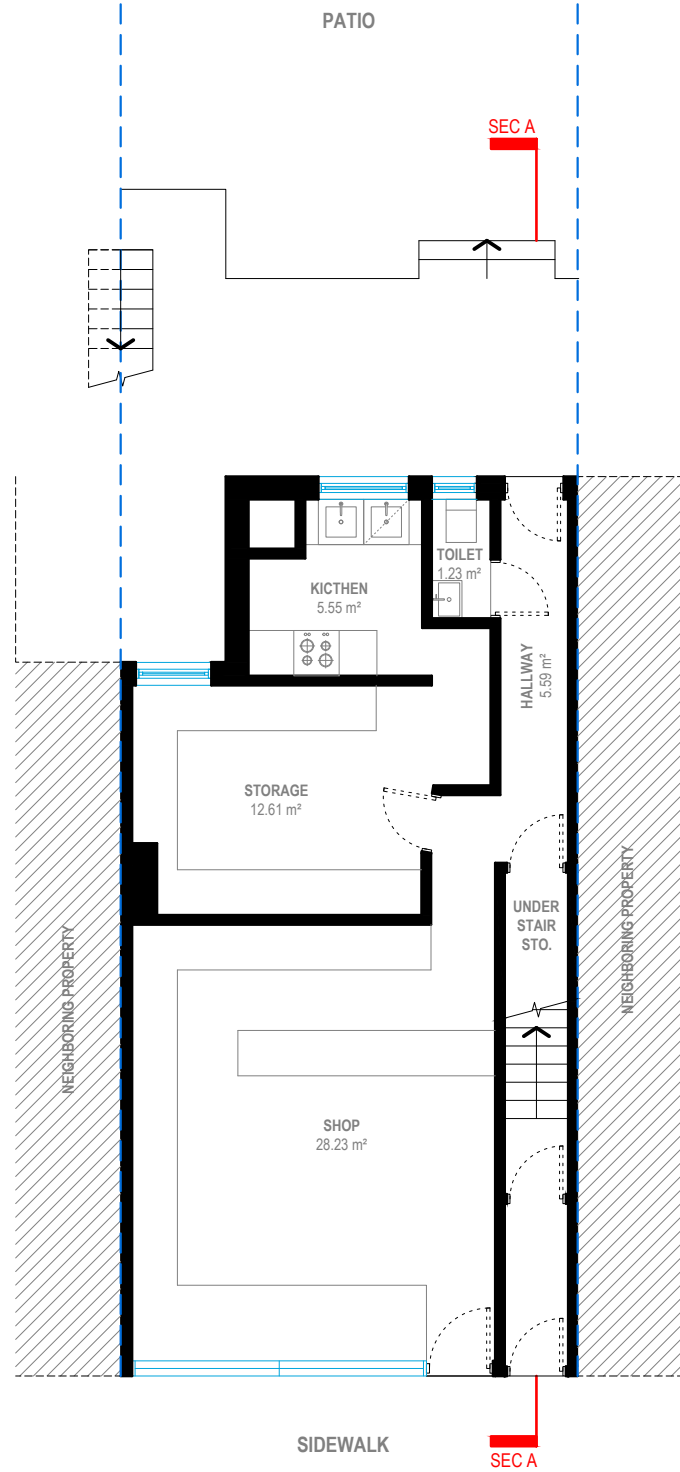 PATIO
SEC A
TOILET
1.23 m²
KICTHEN
5.55 m²
HALLWAY
5.59 m²
STORAGE
12.61 m²
UNDER
STAIR
STO.
NEIGHBORING PROPERTY
NEIGHBORING PROPERTY
SHOP
28.23 m²
SIDEWALK
SEC A